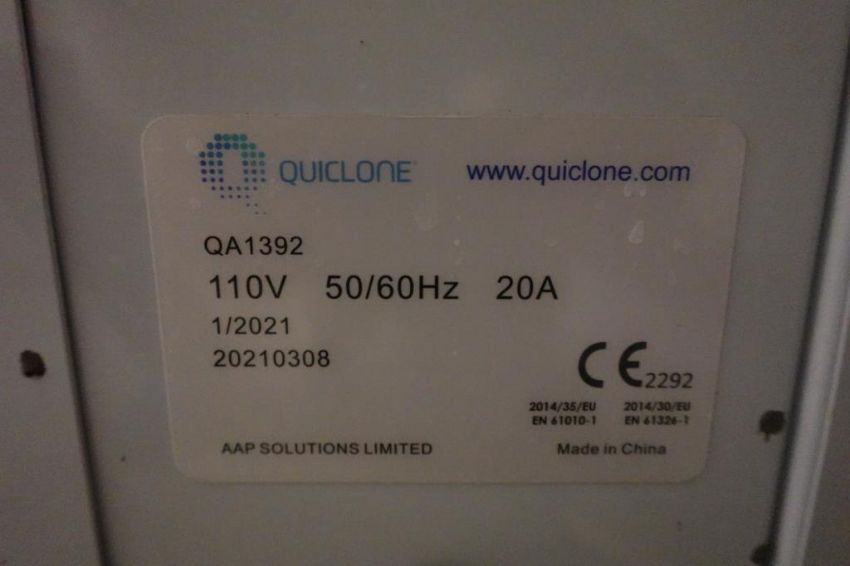 QUICLONE www.quiclone.com
QA1392
110V 50/60Hz 20A
1/2021
20210308
CE 2292
2014/35/EU 2014/30/EU
EN 61010-1 EN 61326-1
AAP SOLUTIONS LIMITED Made in China